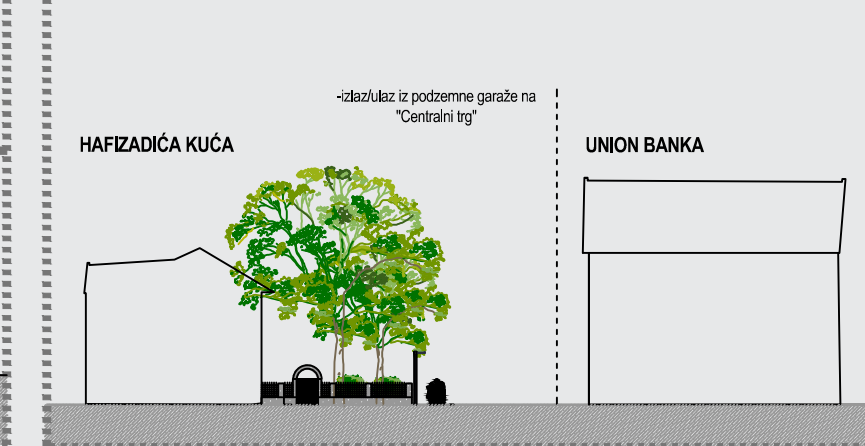 -izlaz/ulaz iz podzemne garaže na
"Centralni trg"
HAFIZADIĆA KUĆA
UNION BANKA